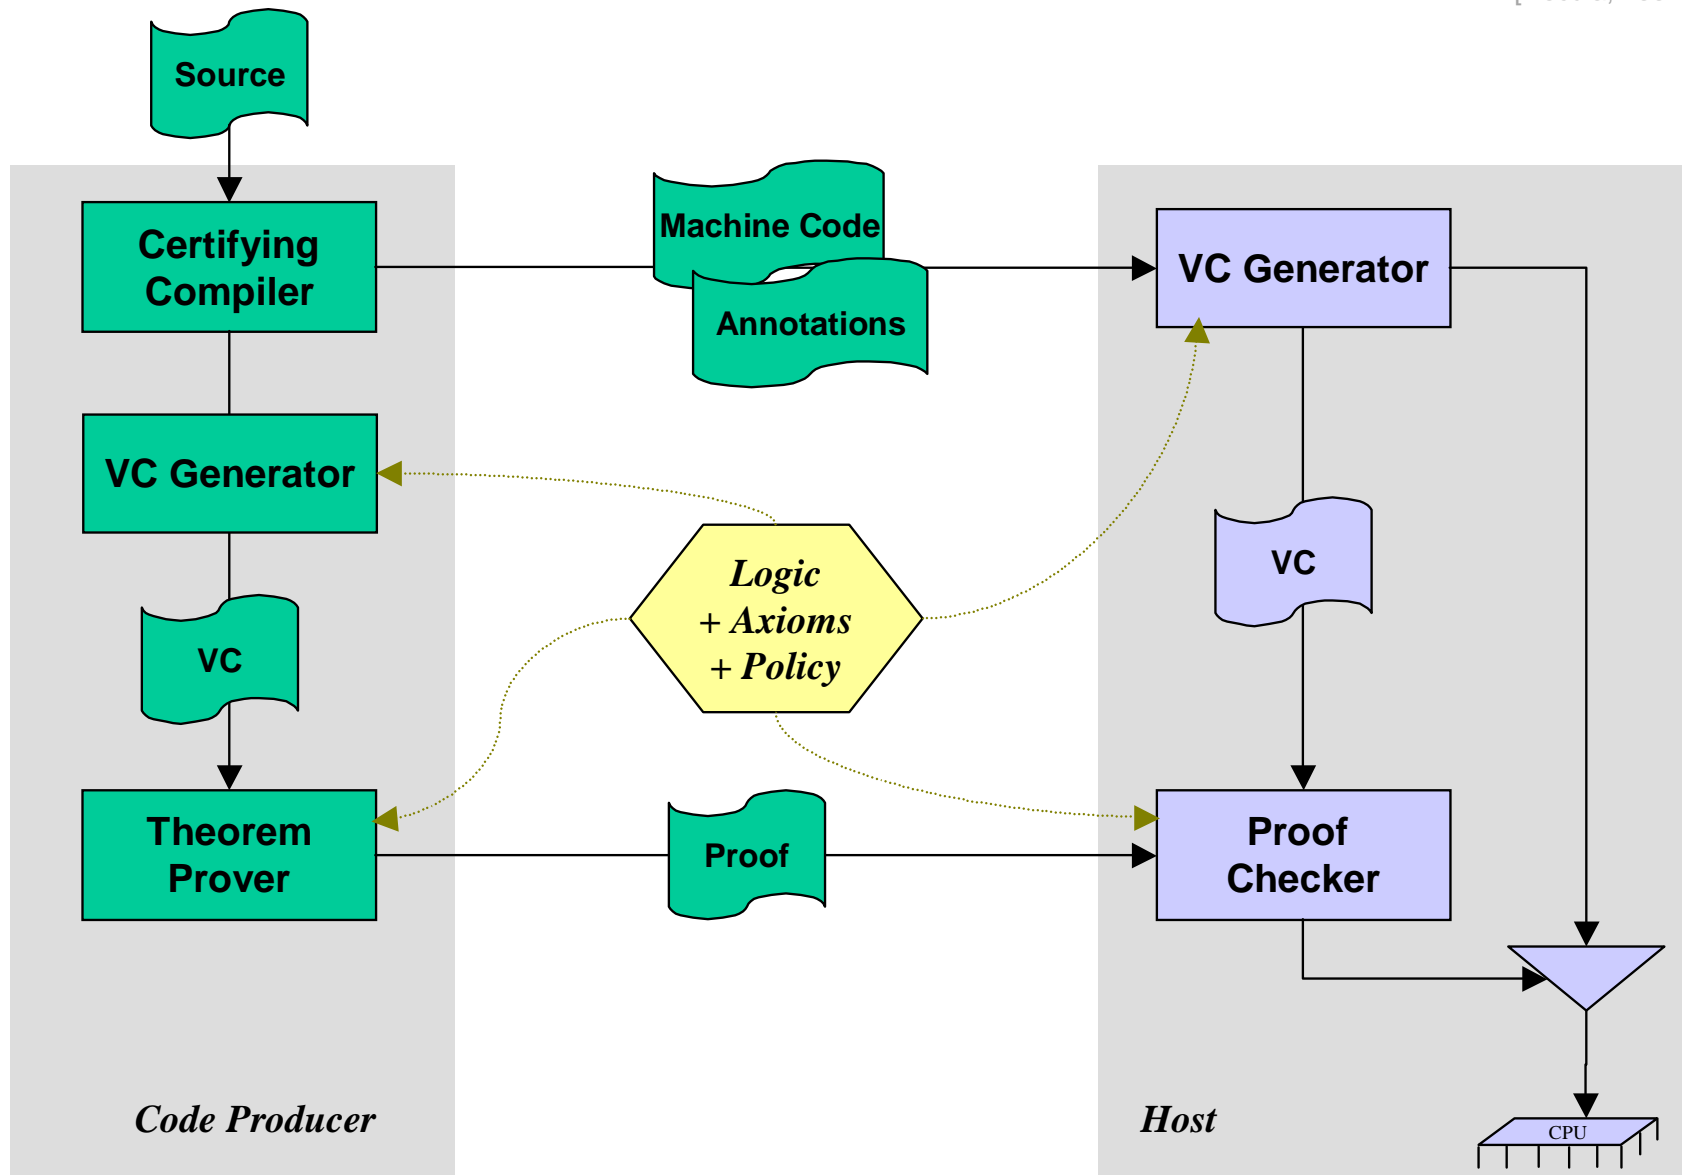 Source
Certifying
Compiler
Machine Code
Annotations
VC Generator
VC Generator
Logic
+ Axioms
+ Policy
VC
VC
Theorem
Prover
Proof
Proof
Checker
Code Producer
Host
CPU